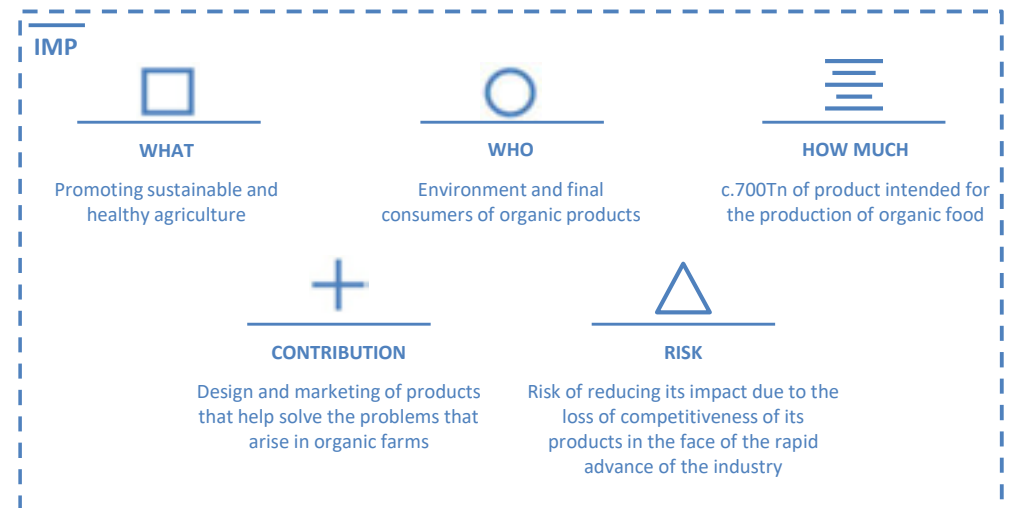 IMP
WHAT
Promoting sustainable and
healthy agriculture
WHO
Environment and final
consumers of organic products
HOW MUCH
c.700Tn of product intended for
the production of organic food
CONTRIBUTION
Design and marketing of products
that help solve the problems that
arise in organic farms
RISK
Risk of reducing its impact due to the
loss of competitiveness of its
products in the face of the rapid
advance of the industry